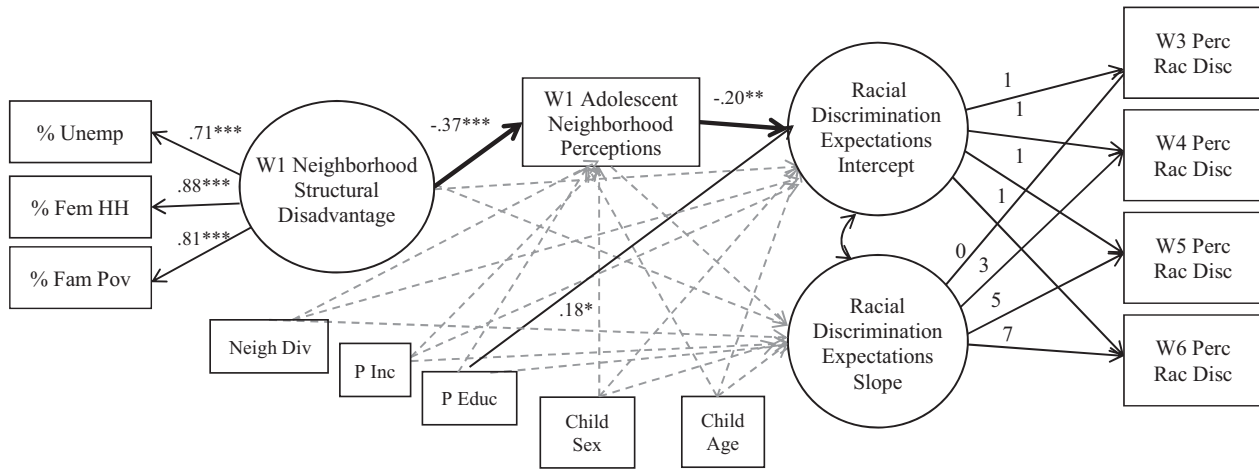 % Unemp
% Fem HH
% Fam Pov
.71***
.88***
.81***
W1 Neighborhood
Structural
Disadvantage
-.37***
W1 Adolescent
Neighborhood
Perceptions
-.20**
Racial
Discrimination
Expectations
Intercept
1
1
1
1
W3 Perc
Rac Disc
W4 Perc
Rac Disc
W5 Perc
Rac Disc
W6 Perc
Rac Disc
0
3
5
7
Racial
Discrimination
Expectations
Slope
.18*
Neigh Div
P Inc
P Educ
Child
Sex
Child
Age